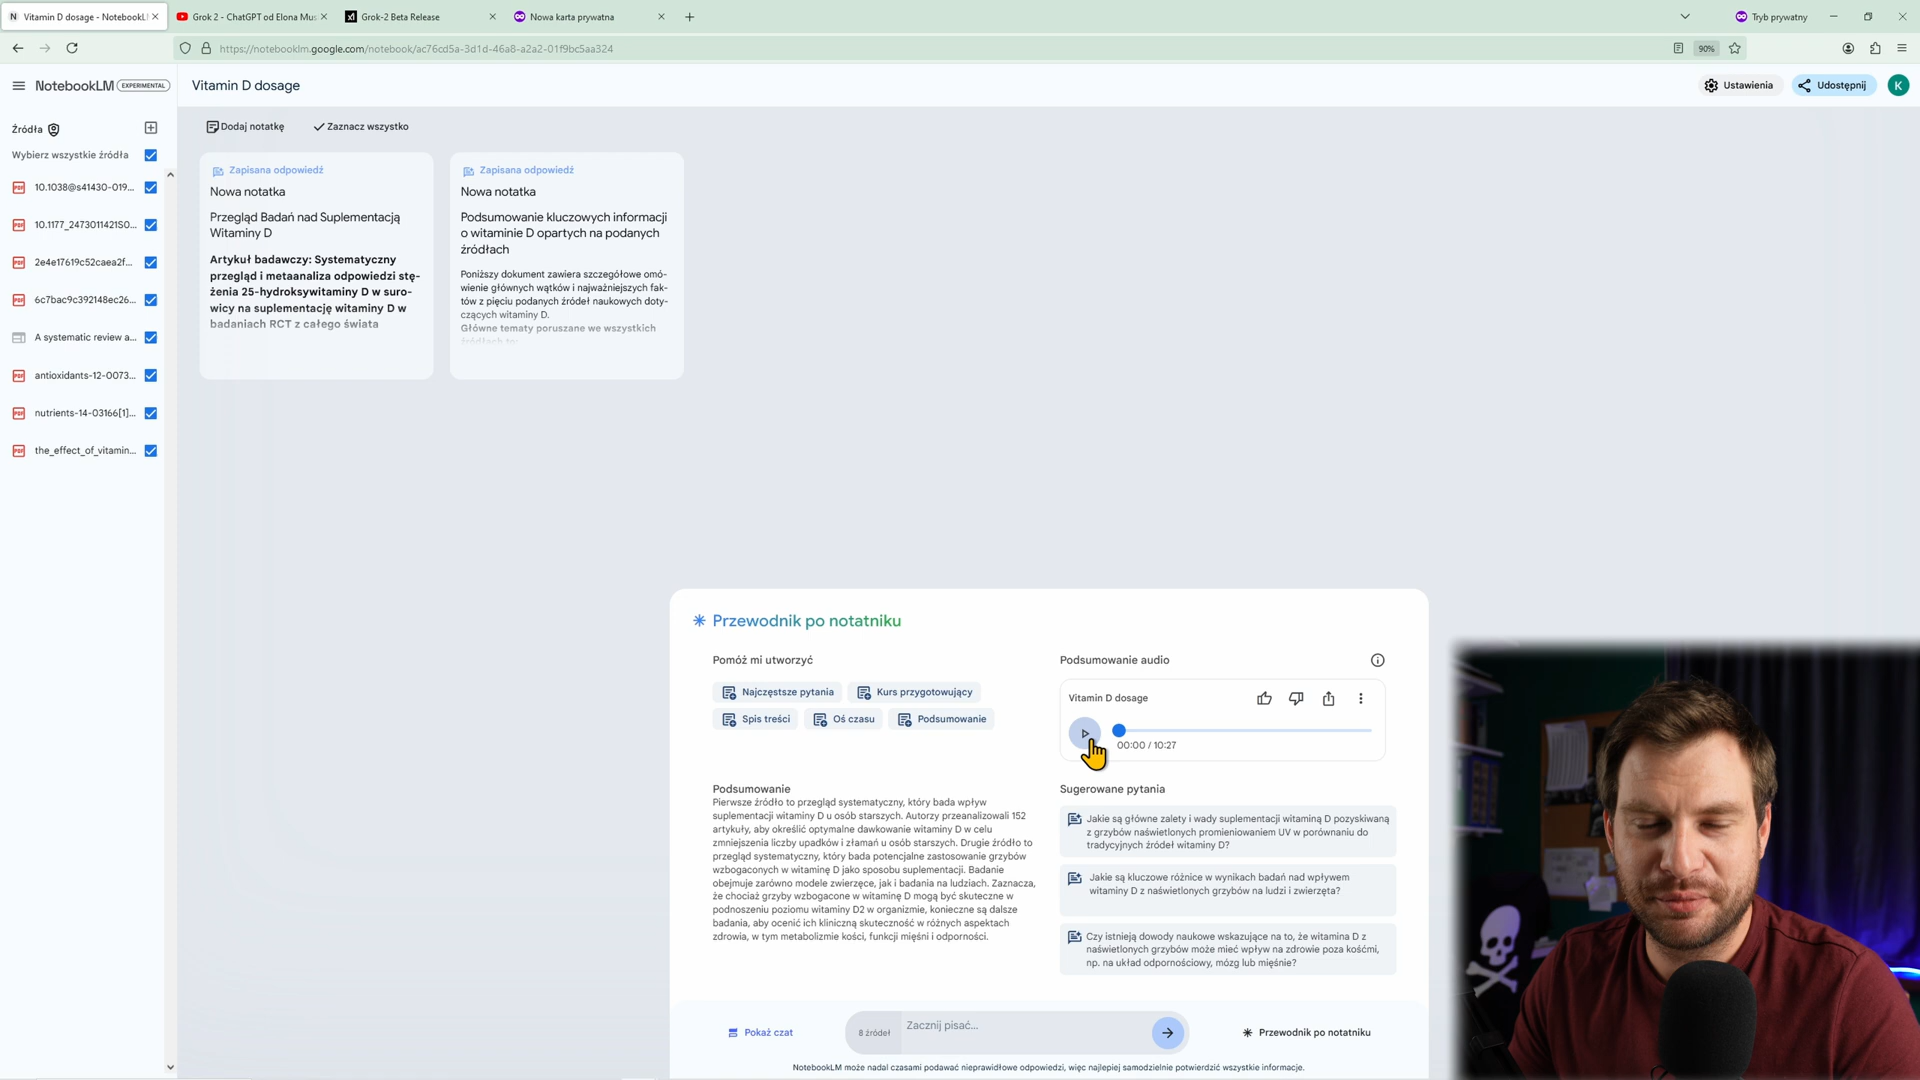 Vitamin D dosage - NotebookL
Grok 2 - ChatGPT od Elona Mus
Grok-2 Beta Release
Nowa karta prywatna
Tryb prywatny
https://notebooklm.google.com/notebook/ac76cd5a-3d1d-46a8-a2a2-01f9bc5aa324
90%
NotebookLM
EXPERIMENTAL
Vitamin D dosage
Ustawienia
Udostępnij
K
Źródła
Wybierz wszystkie źródła
10.1038@s41430-019...
10.1177_2473011421S0...
2e4e17619c52caea2f...
6c7bac9c392148ec26...
A systematic review a...
antioxidants-12-0073...
nutrients-14-03166[1]...
the_effect_of_vitamin...
Dodaj notatkę
Zaznacz wszystko
Zapisana odpowiedź
Nowa notatka
Przegląd Badań nad Suplementacją
Witaminy D
Artykuł badawczy: Systematyczny
przegląd i metaanaliza odpowiedzi stę-
żenia 25-hydroksywitaminy D w suro-
wicy na suplementację witaminy D w
badaniach RCT z całego świata
Zapisana odpowiedź
Nowa notatka
Podsumowanie kluczowych informacji
o witaminie D opartych na podanych
źródłach
Poniższy dokument zawiera szczegółowe omó-
wienie głównych wątków i najważniejszych fak-
tów z pięciu podanych źródeł naukowych doty-
czących witaminy D.
Główne tematy poruszane we wszystkich
źródłach to:
Przewodnik po notatniku
Pomóż mi utworzyć
Najczęstsze pytania
Kurs przygotowujący
Spis treści
Oś czasu
Podsumowanie
Podsumowanie audio
Vitamin D dosage
00:00 / 10:27
Podsumowanie
Pierwsze źródło to przegląd systematyczny, który bada wpływ
suplementacji witaminy D u osób starszych. Autorzy przeanalizowali 152
artykuły, aby określić optymalne dawkowanie witaminy D w celu
zmniejszenia liczby upadków i złamań u osób starszych. Drugie źródło to
przegląd systematyczny, który bada potencjalne zastosowanie grzybów
wzbogaconych w witaminę D jako sposobu suplementacji. Badanie
obejmuje zarówno modele zwierzęce, jak i badania na ludziach. Zaznacza,
że chociaż grzyby wzbogacone w witaminę D mogą być skuteczne w
podnoszeniu poziomu witaminy D2 w organizmie, konieczne są dalsze
badania, aby ocenić ich kliniczną skuteczność w różnych aspektach
zdrowia, w tym metabolizmie kości, funkcji mięśni i odporności.
Sugerowane pytania
Jakie są główne zalety i wady suplementacji witaminą D pozyskiwaną
z grzybów naświetlonych promieniowaniem UV w porównaniu do
tradycyjnych źródeł witaminy D?
Jakie są kluczowe różnice w wynikach badań nad wpływem
witaminy D z naświetlonych grzybów na ludzi i zwierzęta?
Czy istnieją dowody naukowe wskazujące na to, że witamina D z
naświetlonych grzybów może mieć wpływ na zdrowie poza kośćmi,
np. na układ odpornościowy, mózg lub mięśnie?
Pokaż czat
8 źródeł
Zacznij pisać...
Przewodnik po notatniku
NotebookLM może nadal czasami podawać nieprawidłowe odpowiedzi, więc najlepiej samodzielnie potwierdzić wszystkie informacje.